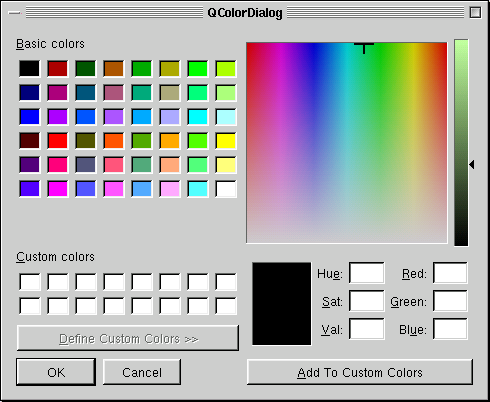 QColorDialog
Basic colors
Custom colors
Define Custom Colors >>
OK
Cancel
Hue:
Red:
Sat:
Green:
Val:
Blue:
Add To Custom Colors